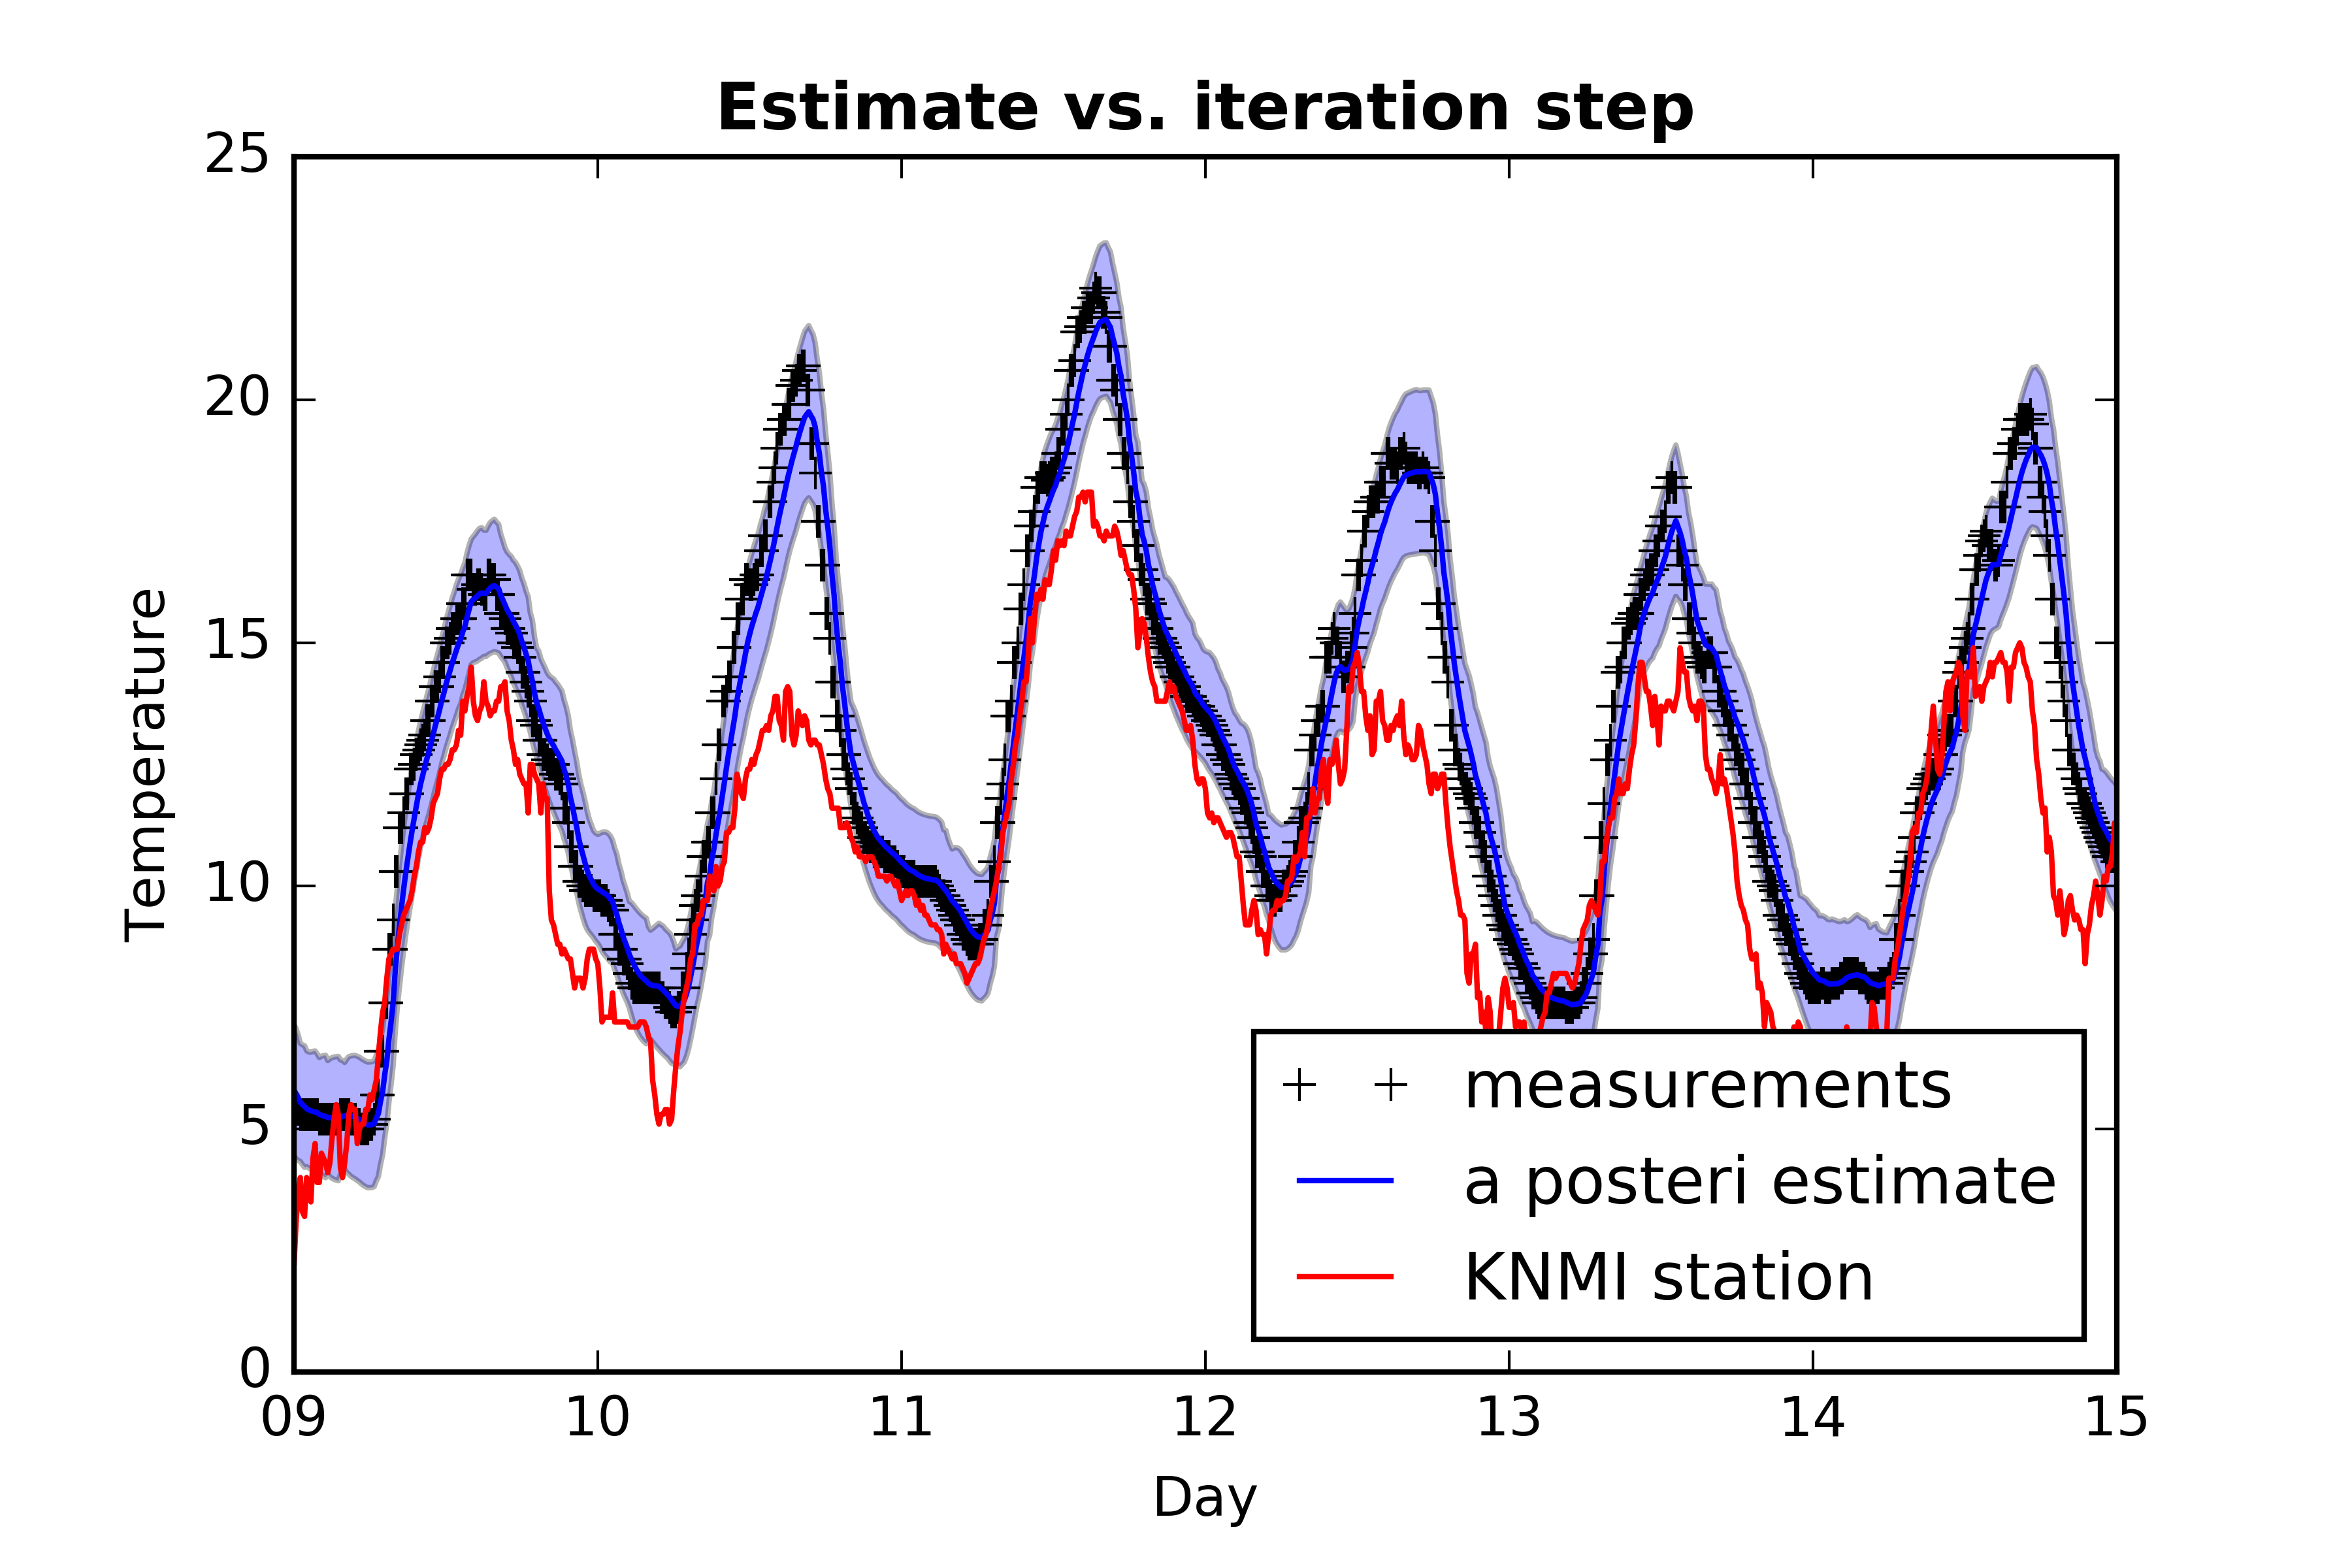 Estimate vs. iteration step
25
20
15
10
5
0
Temperature
measurements
a posteri estimate
KNMI station
09 10 11 12 13 14 15
Day